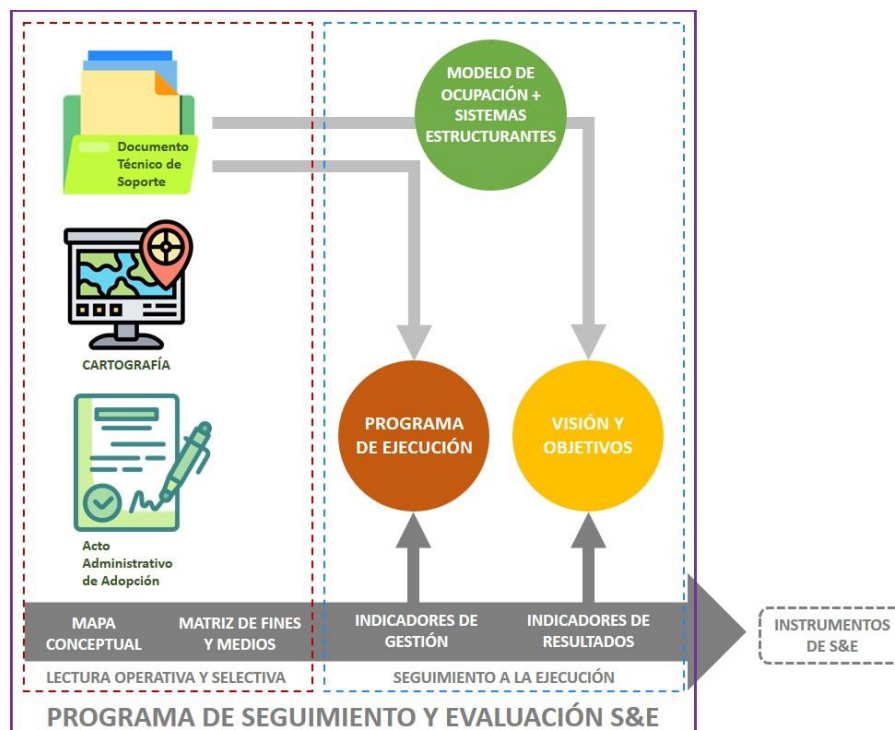 MODELO DE
OCUPACIÓN +
SISTEMAS
ESTRUCTURANTES
Documento
Técnico de
Soporte
CARTOGRAFÍA
PROGRAMA
DE EJECUCIÓN
VISIÓN Y
OBJETIVOS
Acto
Administrativo
de Adopción
MAPA
CONCEPTUAL
MATRIZ DE FINES
Y MEDIOS
INDICADORES DE
GESTIÓN
INDICADORES DE
RESULTADOS
INSTRUMENTOS
DE S&E
LECTURA OPERATIVA Y SELECTIVA
SEGUIMIENTO A LA EJECUCIÓN
PROGRAMA DE SEGUIMIENTO Y EVALUACIÓN S&E